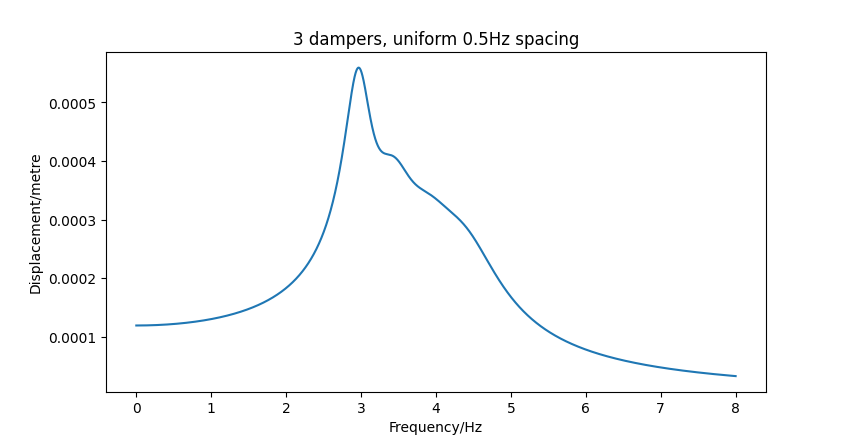 3 dampers, uniform 0.5Hz spacing
Displacement/metre
0.0005
0.0004
0.0003
0.0002
0.0001
0 1 2 3 4 5 6 7 8
Frequency/Hz